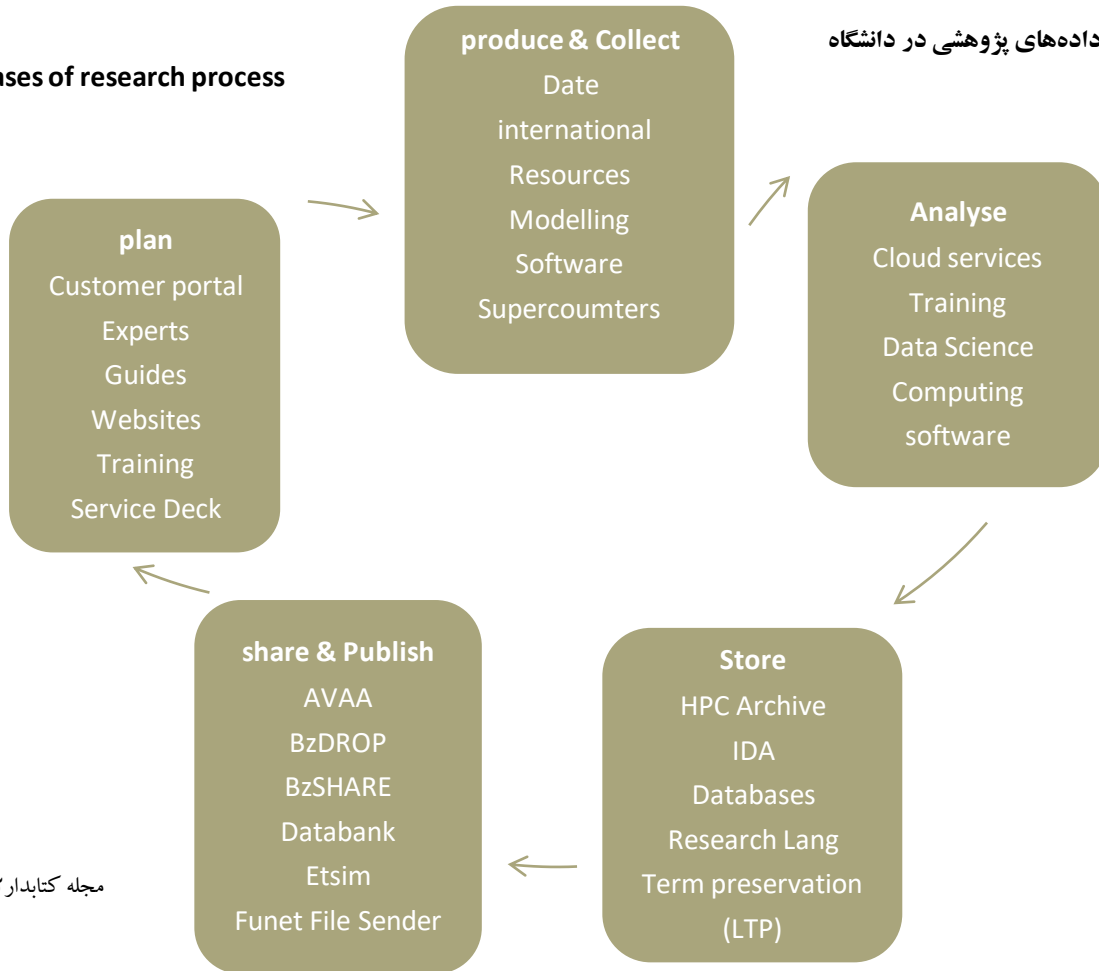 ases of research process
داده‌های پژوهشی در دانشگاه
produce & Collect
Date
international
Resources
Modelling
Software
Supercoumters
Analyse
Cloud services
Training
Data Science
Computing
software
Store
HPC Archive
IDA
Databases
Research Lang
Term preservation
(LTP)
share & Publish
AVAA
BzDROP
BzSHARE
Databank
Etsim
Funet File Sender
plan
Customer portal
Experts
Guides
Websites
Training
Service Deck
مجله کتابدار